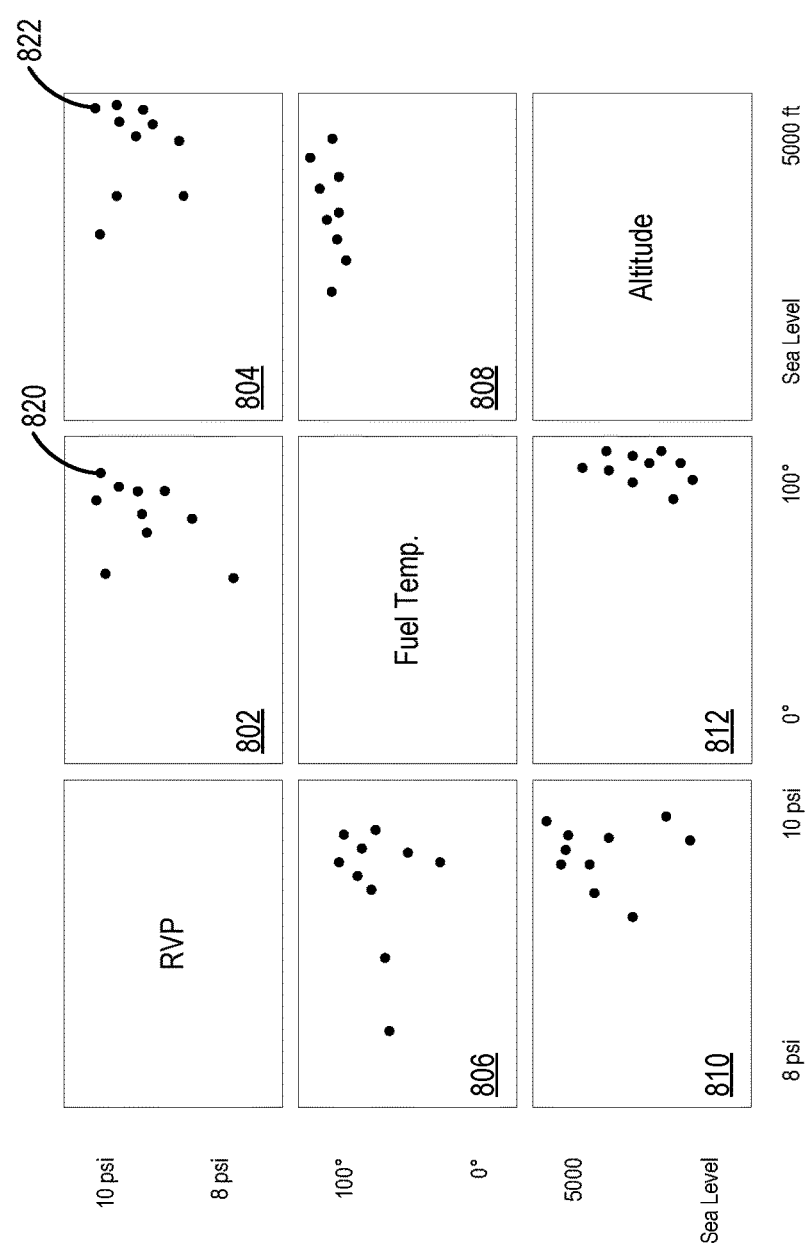 10 psi
8 psi
RVP
802
820
804
822
100°
0°
806
Fuel Temp.
808
5000
Sea Level
810
812
Altitude
8 psi
10 psi
0°
100°
Sea Level
5000 ft